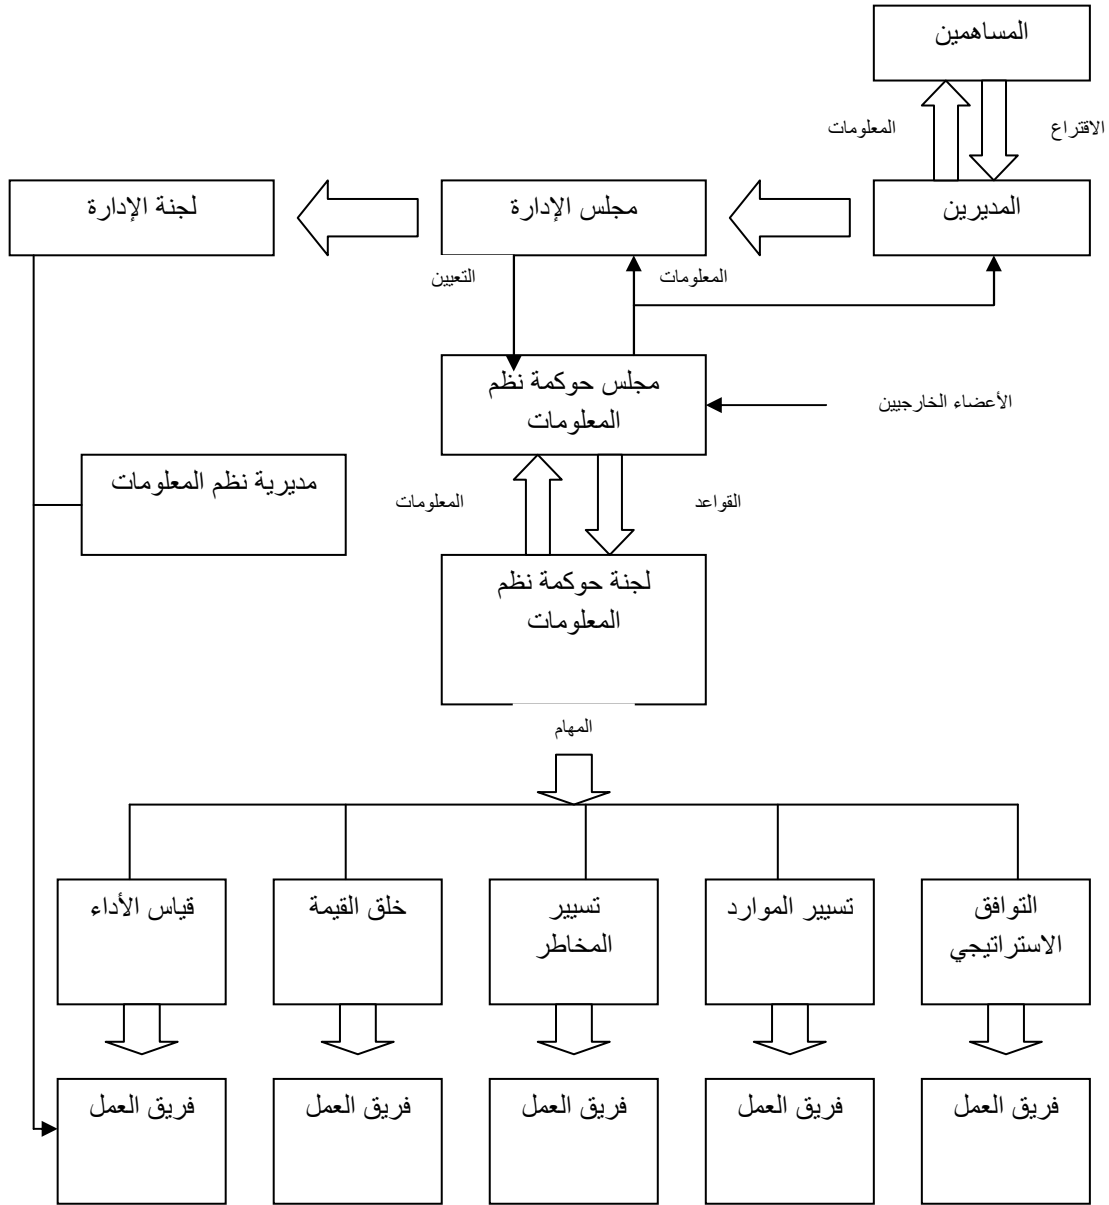 المساهمين
الاقتراع
المعلومات
المديرين
مجلس الإدارة
لجنة الإدارة
المعلومات
التعيين
مجلس حوكمة نظم
المعلومات
الأعضاء الخارجيين
مديرية نظم المعلومات
القواعد
المعلومات
لجنة حوكمة نظم
المعلومات
المهام
التوافق
الاستراتيجي
تسيير الموارد
تسيير
المخاطر
خلق القيمة
قياس الأداء
فريق العمل
فريق العمل
فريق العمل
فريق العمل
فريق العمل